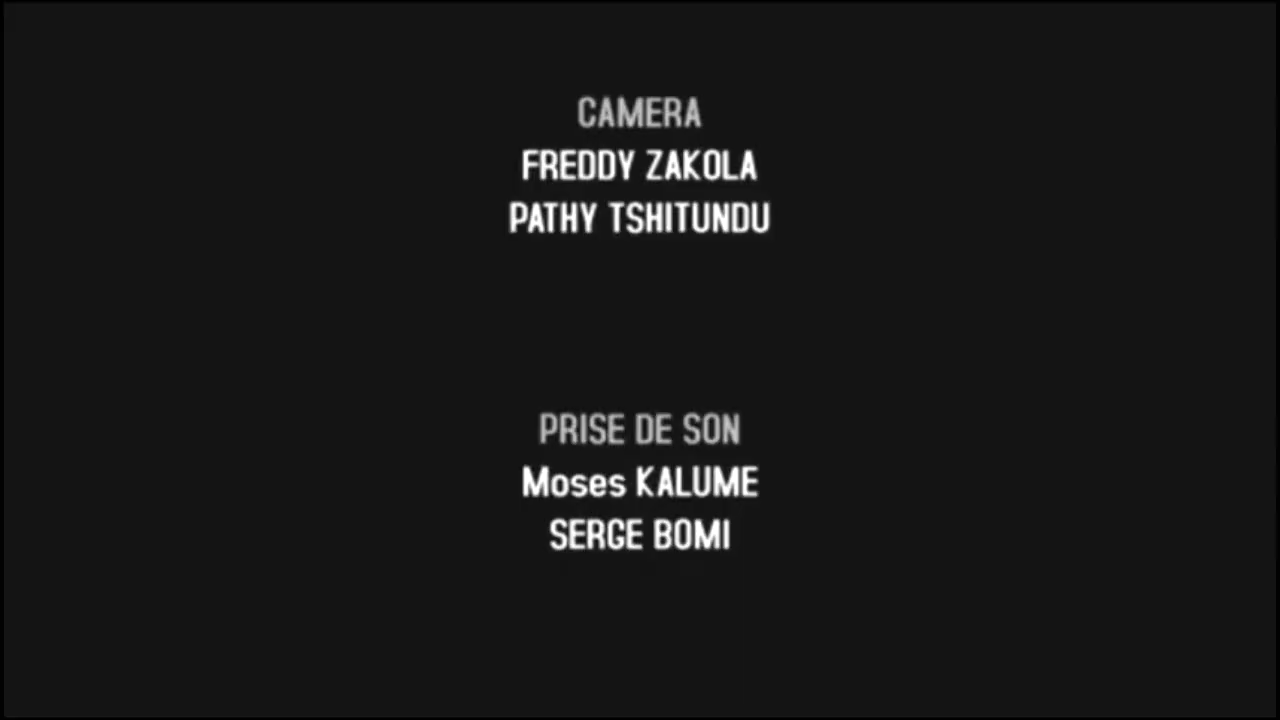 CAMERA
FREDDY ZAKOLA
PATHY TSHITUNDU
PRISE DE SON
Moses KALUME
SERGE BOMI